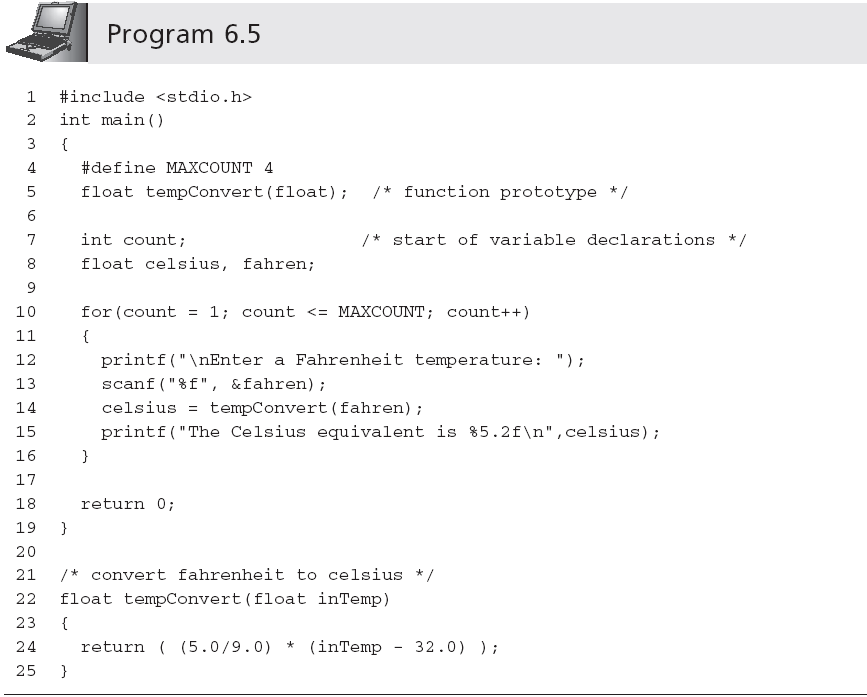 Program 6.5
1 #include <stdio.h>
2 int main()
3 {
4   #define MAXCOUNT 4
5   float tempConvert(float);  /* function prototype */
6
7   int count;                /* start of variable declarations */
8   float celsius, fahren;
9
10   for(count = 1; count <= MAXCOUNT; count++)
11   {
12     printf("\nEnter a Fahrenheit temperature: ");
13     scanf("%f", &fahren);
14     celsius = tempConvert(fahren);
15     printf("The Celsius equivalent is %5.2f\n",celsius);
16   }
17
18   return 0;
19 }
20
21 /* convert fahrenheit to celsius */
22 float tempConvert(float inTemp)
23 {
24   return ( (5.0/9.0) * (inTemp - 32.0) );
25 }